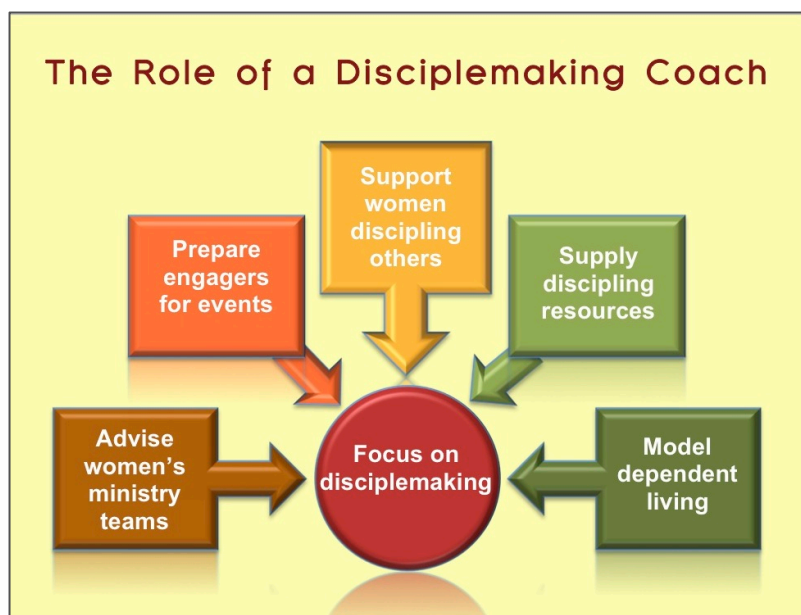 The Role of a Disciplemaking Coach
Support
women
discipling
others
Prepare
engagers
for events
Supply
discipling
resources
Advise
women's
ministry
teams
Focus on
disciplemaking
Model
dependent
living